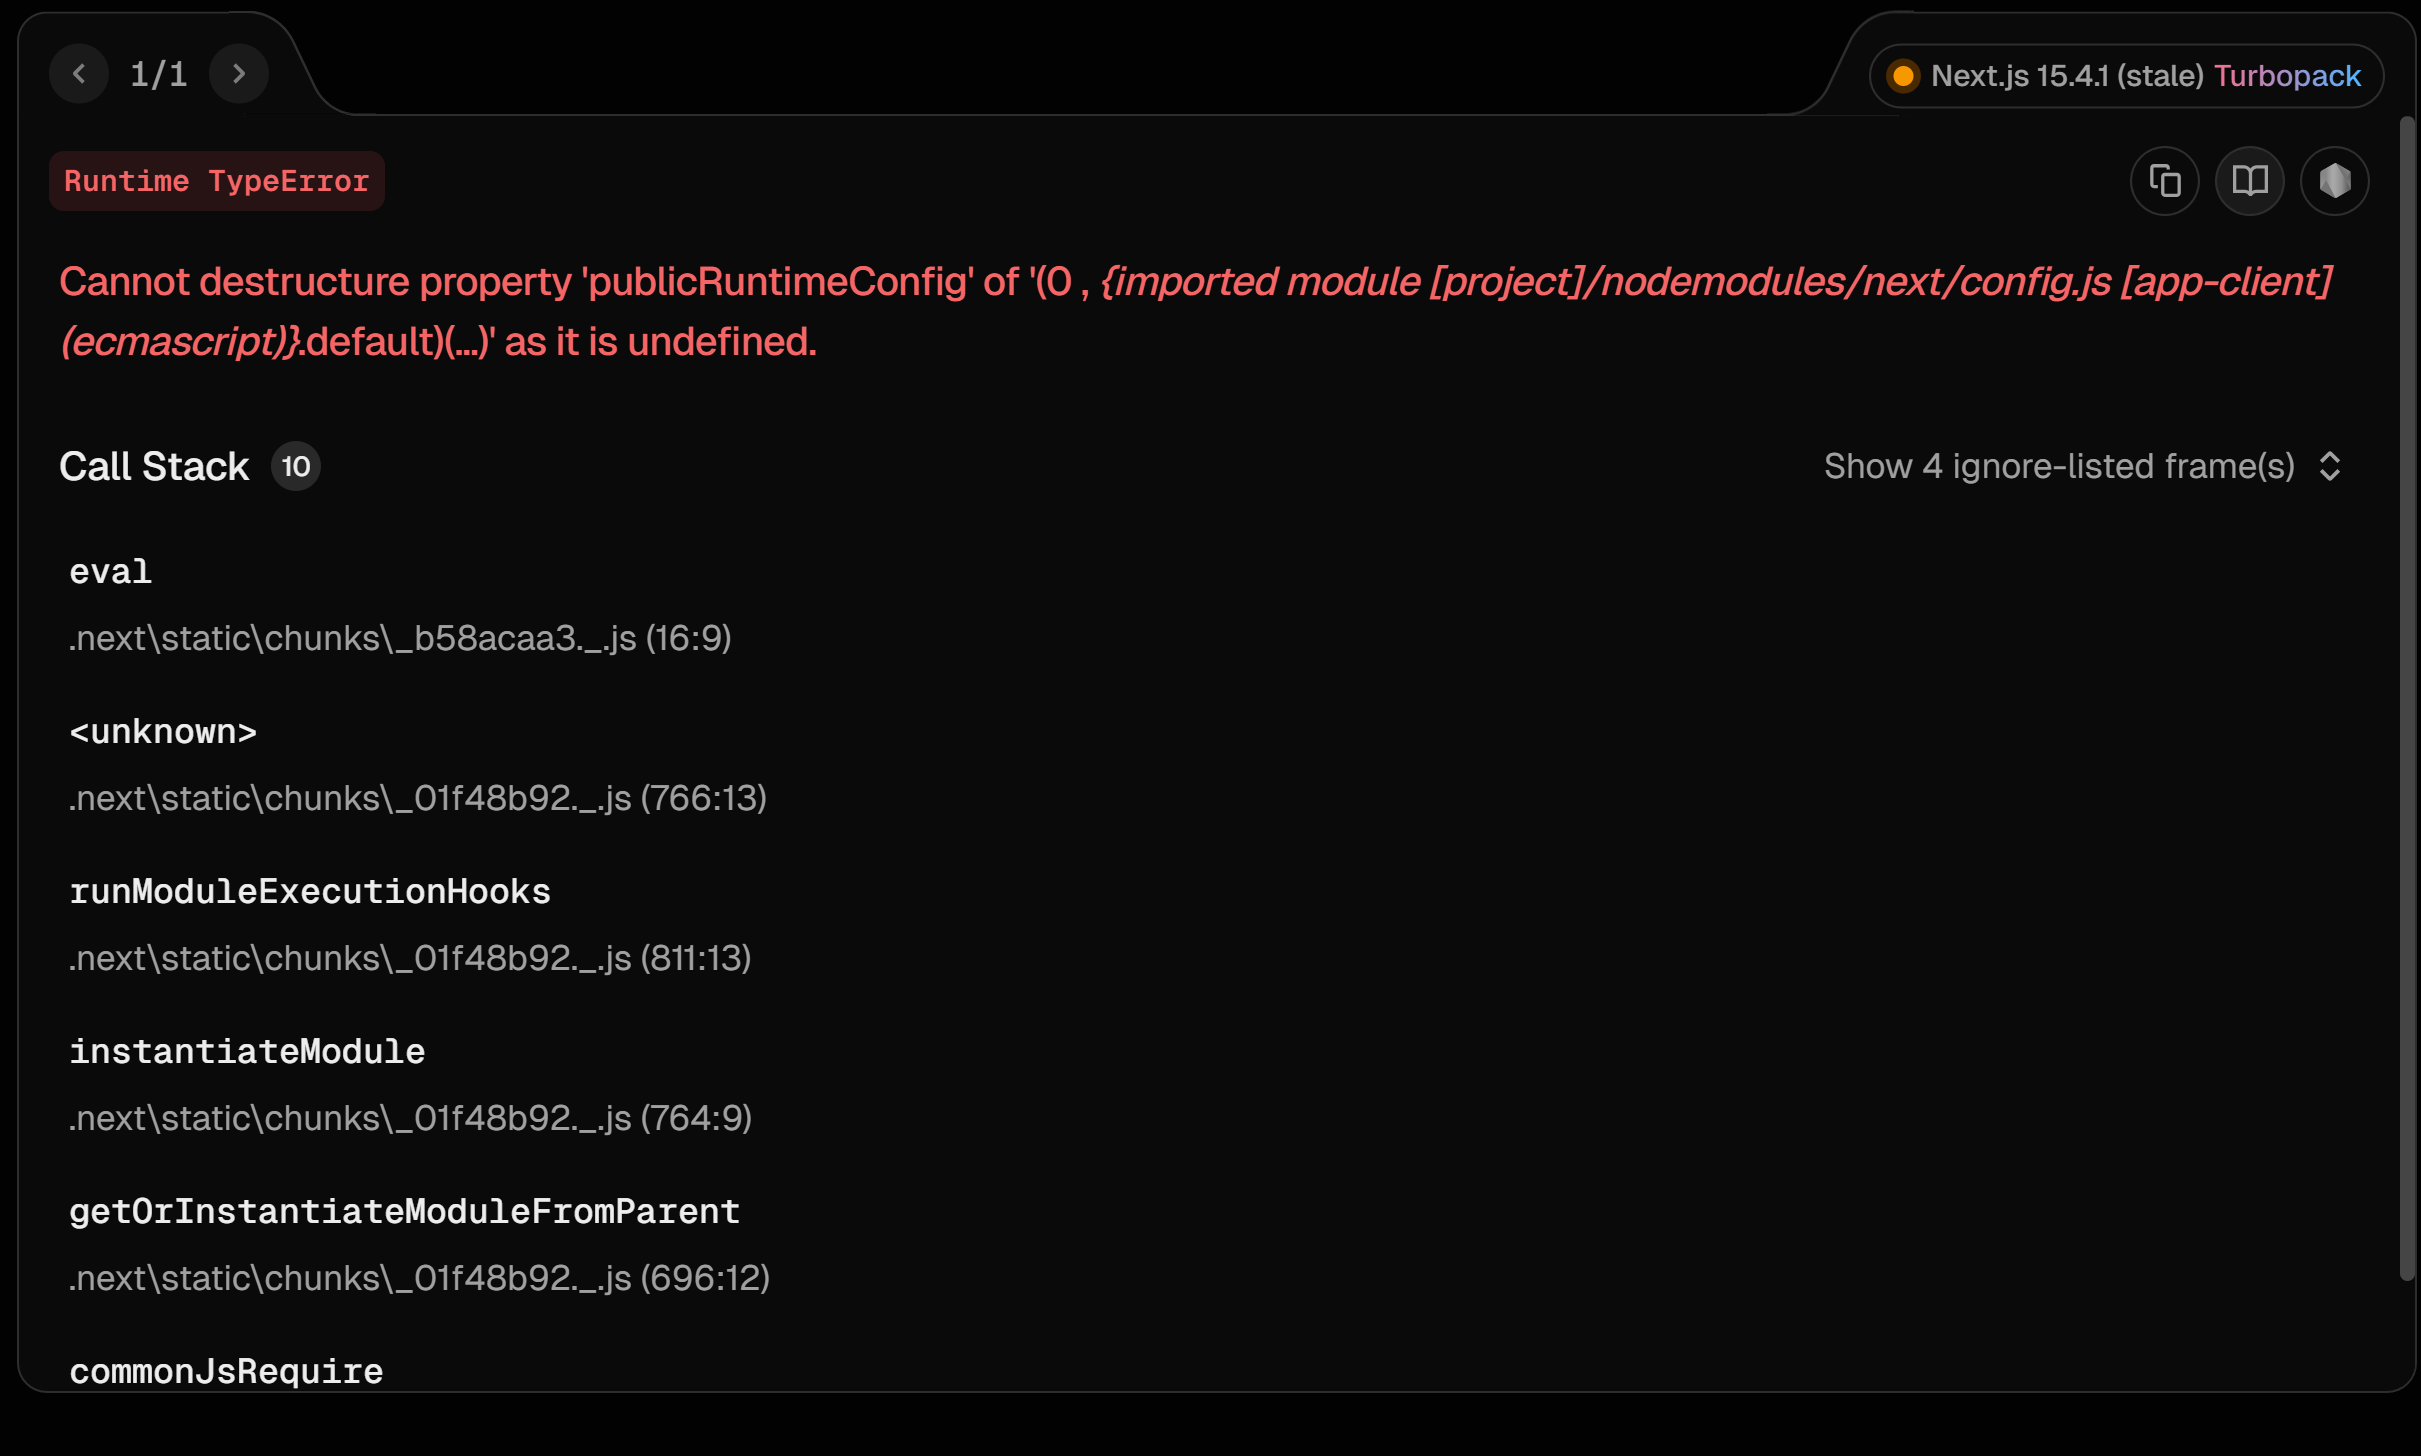 1/1
Next.js 15.4.1 (stale) Turbopack
Runtime TypeError
Cannot destructure property 'publicRuntimeConfig' of '(0 , {imported module [project]/nodemodules/next/config.js [app-client]
(ecmascript)}.default)(...)' as it is undefined.
Call Stack 10
Show 4 ignore-listed frame(s)
eval
.next\static\chunks\_b58acaa3._.js (16:9)
<unknown>
.next\static\chunks\_01f48b92._.js (766:13)
runModuleExecutionHooks
.next\static\chunks\_01f48b92._.js (811:13)
instantiateModule
.next\static\chunks\_01f48b92._.js (764:9)
getOrInstantiateModuleFromParent
.next\static\chunks\_01f48b92._.js (696:12)
commonJsRequire